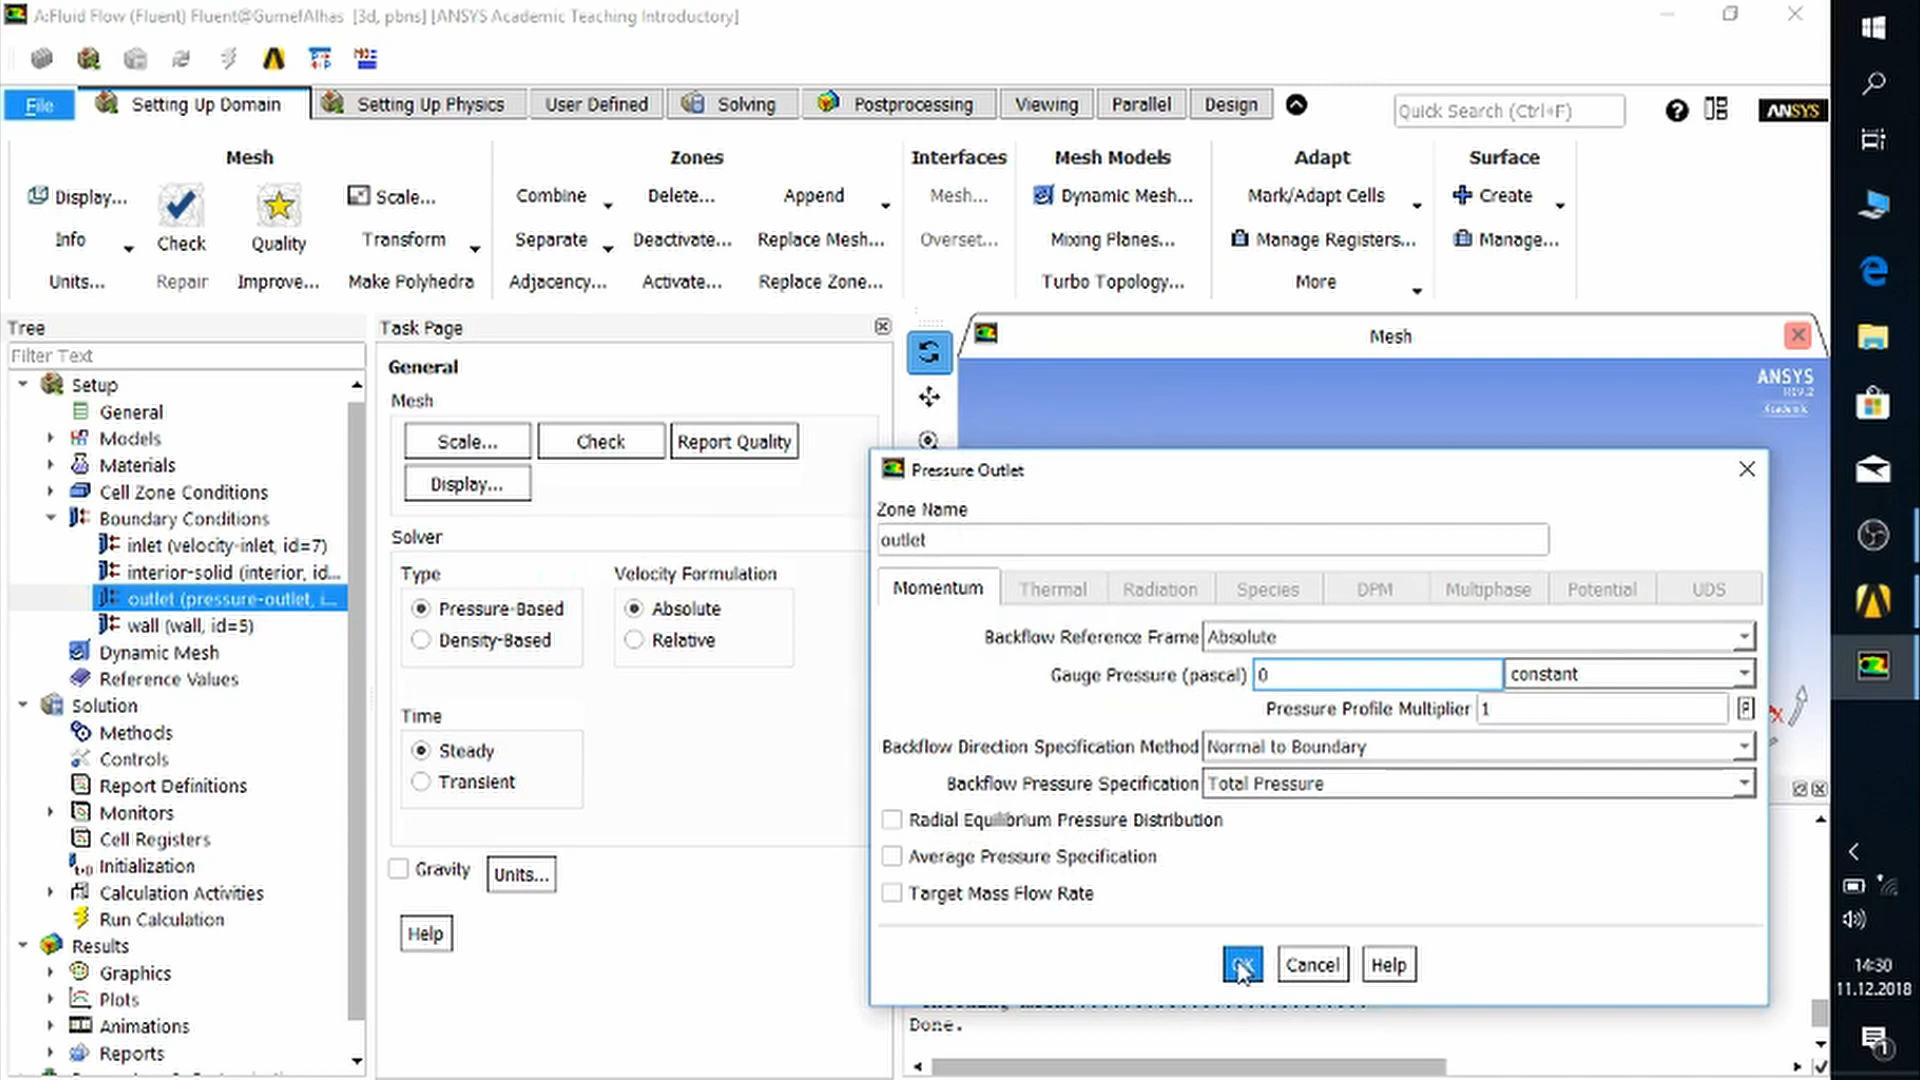 A:Fluid Flow (Fluent) Fluent@GurnefAlhas [3d, pbns] [ANSYS Academic Teaching Introductory]
File
Setting Up Domain
Setting Up Physics
User Defined
Solving
Postprocessing
Viewing
Parallel
Design
Quick Search (Ctrl+F)
ANSYS
Mesh
Zones
Interfaces
Mesh Models
Adapt
Surface
Display...
Check
Quality
Scale...
Combine
Delete...
Append
Mesh...
Dynamic Mesh...
Mark/Adapt Cells
Create
Info
Transform
Separate
Deactivate...
Replace Mesh...
Overset...
Mixing Planes...
Manage Registers...
Manage...
Units...
Repair
Improve...
Make Polyhedra
Adjacency...
Activate...
Replace Zone...
Turbo Topology...
More
Tree
Filter Text
Setup
General
Models
Materials
Cell Zone Conditions
Boundary Conditions
inlet (velocity-inlet, id=7)
interior-solid (interior, id...
outlet (pressure-outlet, i...
wall (wall, id=5)
Dynamic Mesh
Reference Values
Solution
Methods
Controls
Report Definitions
Monitors
Cell Registers
Initialization
Calculation Activities
Run Calculation
Results
Graphics
Plots
Animations
Reports
Task Page
General
Mesh
Scale...
Check
Report Quality
Display...
Solver
Type
Velocity Formulation
Pressure-Based
Absolute
Density-Based
Relative
Time
Steady
Transient
Gravity
Units...
Help
Mesh
ANSYS
R19.2
Academic
Pressure Outlet
Zone Name
outlet
Momentum
Thermal
Radiation
Species
DPM
Multiphase
Potential
UDS
Backflow Reference Frame Absolute
Gauge Pressure (pascal) 0 constant
Pressure Profile Multiplier 1
P
Backflow Direction Specification Method Normal to Boundary
Backflow Pressure Specification Total Pressure
Radial Equilibrium Pressure Distribution
Average Pressure Specification
Target Mass Flow Rate
OK
Cancel
Help
Done.
14:30
11.12.2018
1